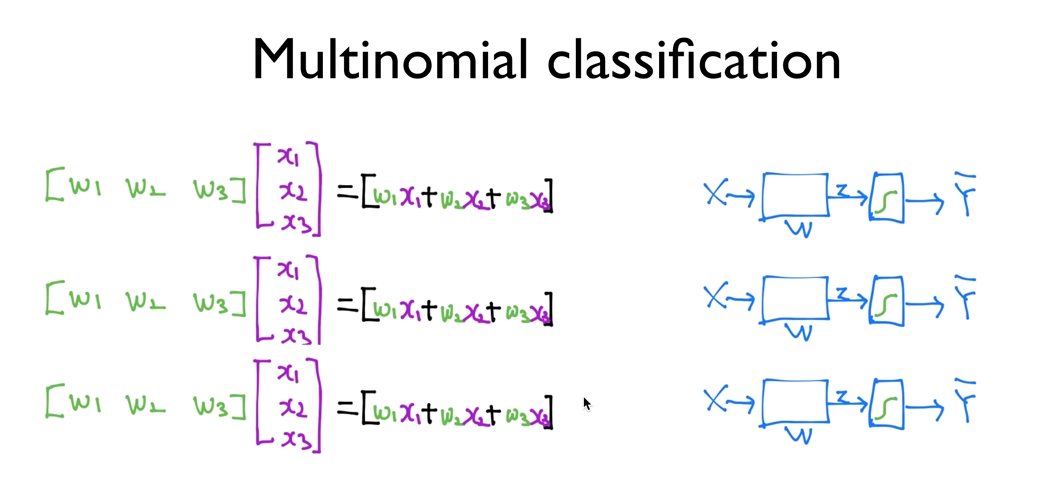 Multinomial classification
[w1 w2 w3] [x1 x2 x3] = [w1x1+w2x2+w3x3] X→ W z→ S → Ȳ
[w1 w2 w3] [x1 x2 x3] = [w1x1+w2x2+w3x3] X→ W z→ S → Ȳ
[w1 w2 w3] [x1 x2 x3] = [w1x1+w2x2+w3x3] X→ W z→ S → Ȳ